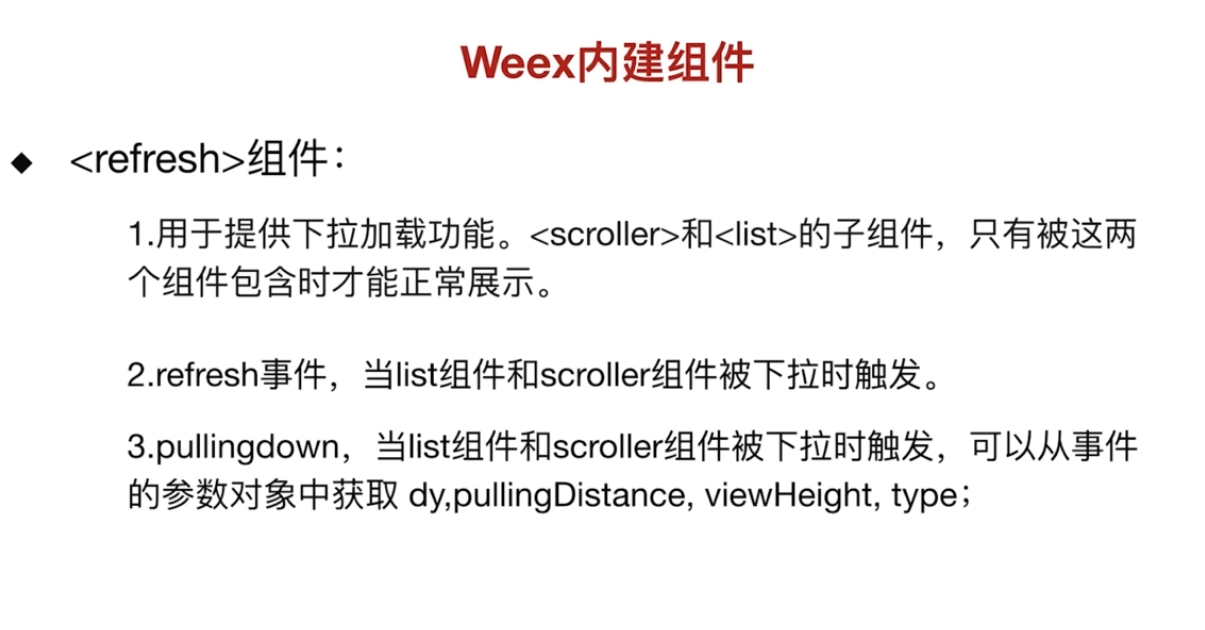 Weex内建组件
◆ <refresh>组件：
1.用于提供下拉加载功能。<scroller>和<list>的子组件，只有被这两
个组件包含时才能正常展示。
2.refresh事件，当list组件和scroller组件被下拉时触发。
3.pullingdown，当list组件和scroller组件被下拉时触发，可以从事件
的参数对象中获取 dy,pullingDistance, viewHeight, type；